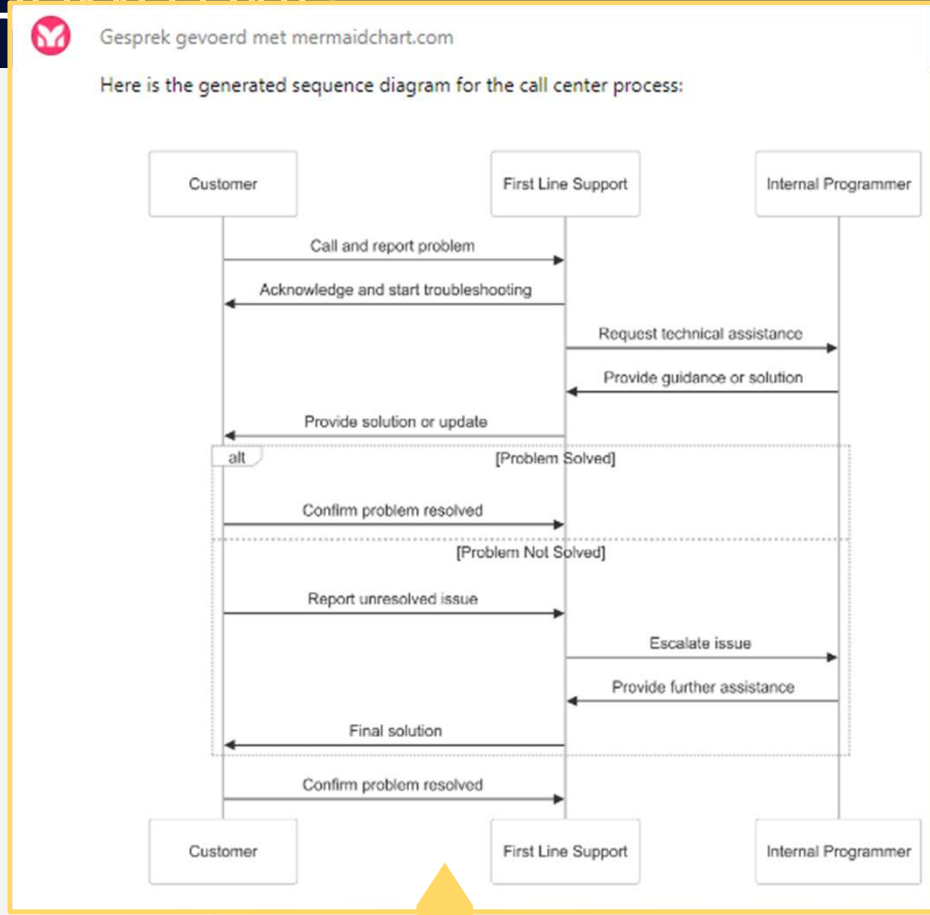 Gesprek gevoerd met mermaidchart.com
Here is the generated sequence diagram for the call center process:
Customer First Line Support Internal Programmer
Call and report problem
Acknowledge and start troubleshooting
Request technical assistance
Provide guidance or solution
Provide solution or update
alt [Problem Solved]
Confirm problem resolved
[Problem Not Solved]
Report unresolved issue
Escalate issue
Provide further assistance
Final solution
Confirm problem resolved
Customer First Line Support Internal Programmer